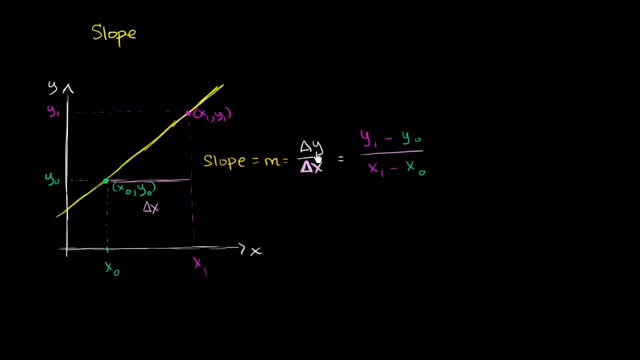 Slope
y
y₁
(x₁, y₁)
Slope = m = Δy / Δx = y₁ - y₀ / x₁ - x₀
y₀
(x₀, y₀)
Δx
x
x₀
x₁